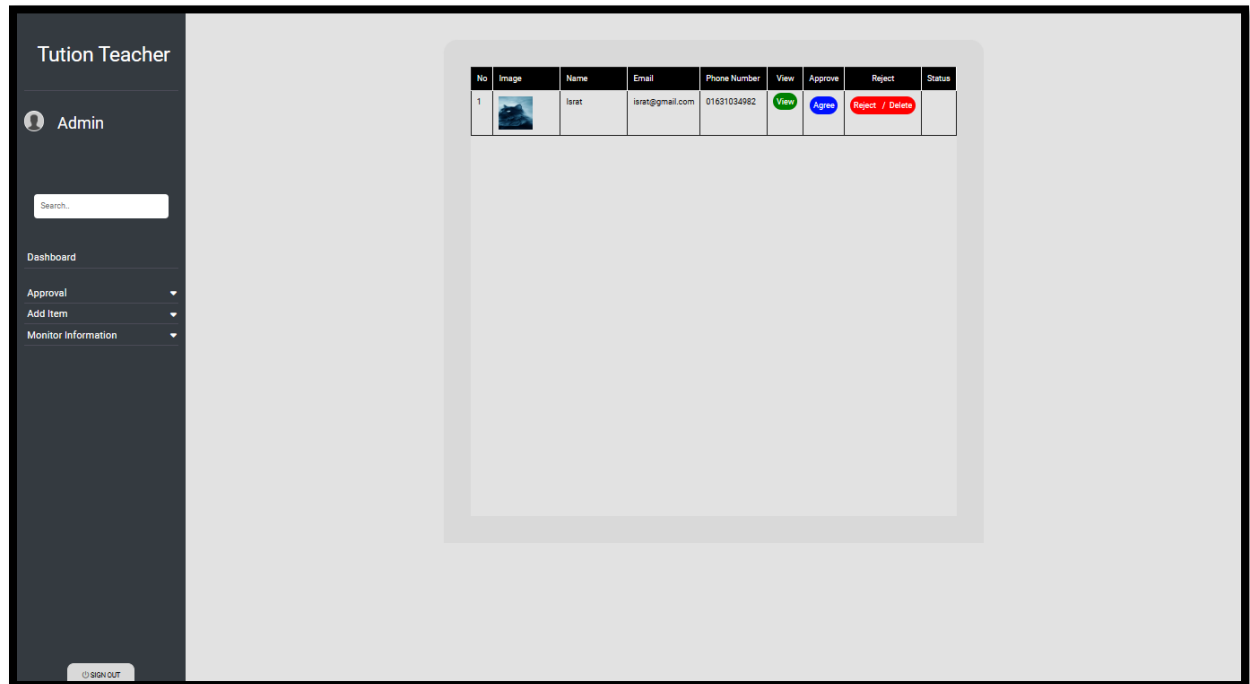 Tution Teacher
Admin
Search..
Dashboard
Approval
Add Item
Monitor Information
SIGN OUT
No Image Name Email Phone Number View Approve Reject Status
1 Israt israt@gmail.com 01631034982 View Agree Reject / Delete